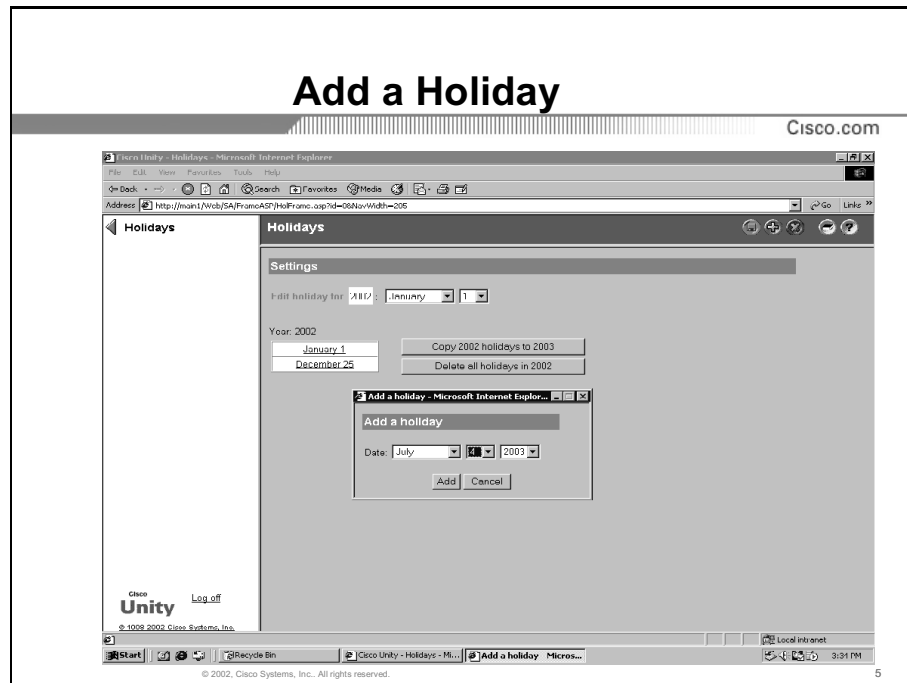 Add a Holiday
Cisco.com
Cisco Unity - Holidays - Microsoft Internet Explorer
File Edit View Favorites Tools Help
Back Search Favorites Media
Address http://main1/Web/SA/FrameASP/HolFrame.asp?id=0&NavWidth=205 Go Links »
Holidays
Holidays
Settings
Edit holiday for 2002 : January 1
Year: 2002
January 1
December 25
Copy 2002 holidays to 2003
Delete all holidays in 2002
Add a holiday - Microsoft Internet Explor...
Add a holiday
Date: July 4 2003
Add Cancel
Cisco
Unity
Log off
Cisco Systems, Inc.
Local intranet
Start Recycle Bin Cisco Unity - Holidays - Mi... Add a holiday Micros... 3:31 PM
© 2002, Cisco Systems, Inc.. All rights reserved.
5